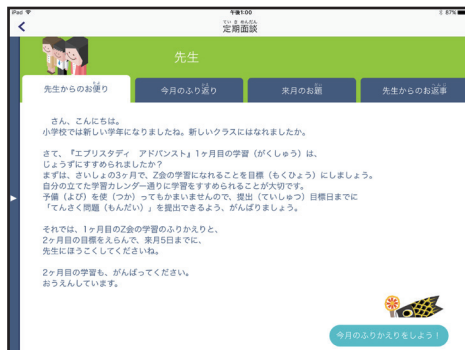 iPad
午後1:00
87%
定期面談
先生
先生からのお便り
今月のふり返り
来月のお題
先生からのお返事
さん、こんにちは。
小学校では新しい学年になりましたね。新しいクラスにはなれましたか。
さて、『エブリスタディ アドバンスト』1ヶ月目の学習（がくしゅう）は、
じょうずにすすめられましたか？
まずは、さいしょの3ヶ月で、Z会の学習になれることを目標（もくひょう）にしましょう。
自分の立てた学習カレンダー通りに学習をすすめられることが大切です。
予備（よび）を使（つか）ってもかまいませんので、提出（ていしゅつ）目標日までに
「てんさく問題（もんだい）」を提出できるよう、がんばりましょう。
それでは、1ヶ月目のZ会の学習のふりかえりと、
2ヶ月目の目標をえらんで、来月5日までに、
先生にほうこくしてくださいね。
2ヶ月目の学習も、がんばってください。
おうえんしています。
今月のふりかえりをしよう！